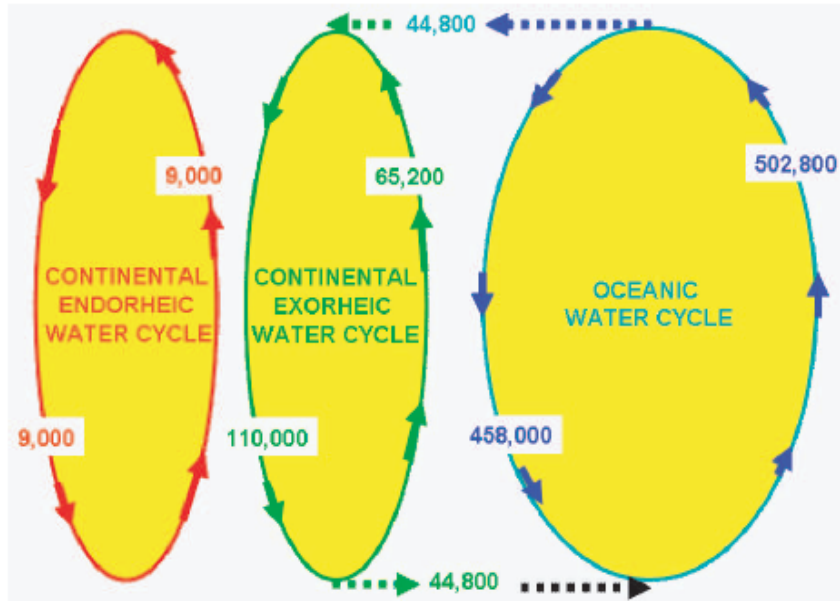 44,800
9,000
65,200
502,800
CONTINENTAL
ENDORHEIC
WATER CYCLE
CONTINENTAL
EXORHEIC
WATER CYCLE
OCEANIC
WATER CYCLE
9,000
110,000
458,000
44,800